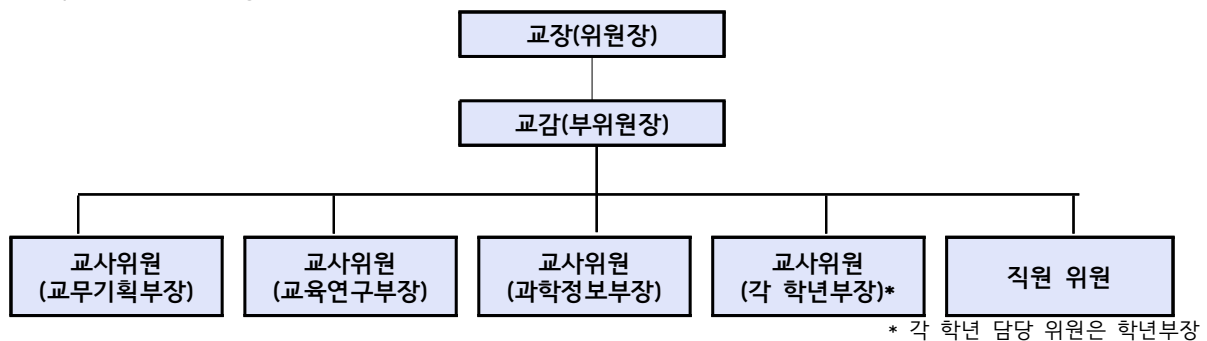 교장(위원장)
교감(부위원장)
교사위원
(교무기획부장)
교사위원
(교육연구부장)
교사위원
(과학정보부장)
교사위원
(각 학년부장)*
직원 위원
* 각 학년 담당 위원은 학년부장